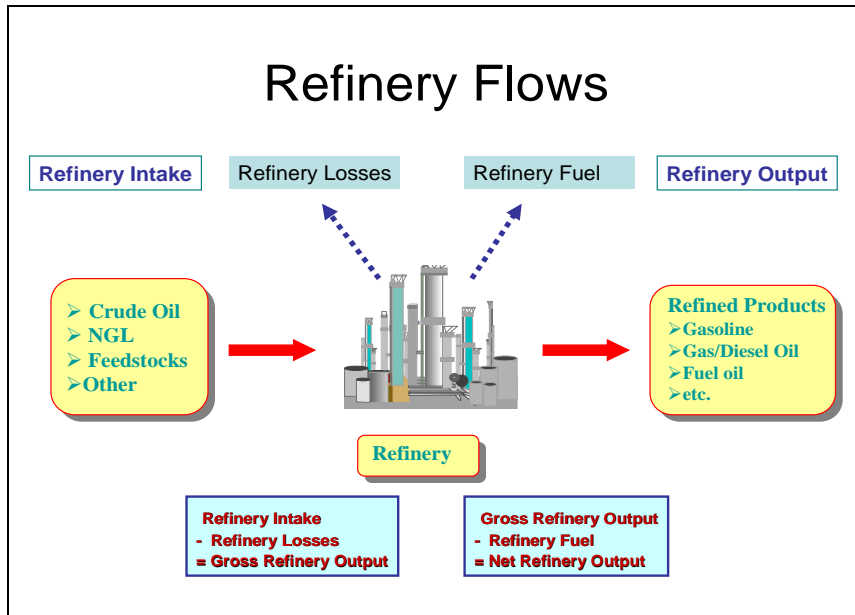 Refinery Flows
Refinery Intake
Refinery Losses
Refinery Fuel
Refinery Output
➢ Crude Oil
➢ NGL
➢ Feedstocks
➢Other
Refined Products
➢Gasoline
➢Gas/Diesel Oil
➢Fuel oil
➢etc.
Refinery
Refinery Intake
- Refinery Losses
= Gross Refinery Output
Gross Refinery Output
- Refinery Fuel
= Net Refinery Output